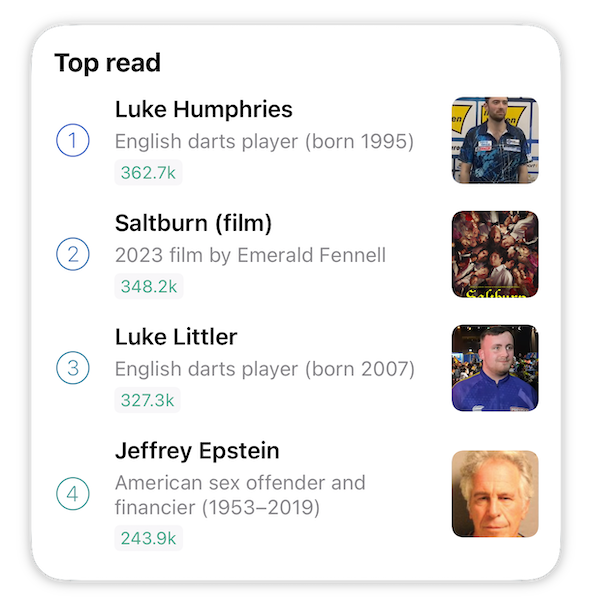 Top read
1
Luke Humphries
English darts player (born 1995)
362.7k
2
Saltburn (film)
2023 film by Emerald Fennell
348.2k
Saltburn
3
Luke Littler
English darts player (born 2007)
327.3k
4
Jeffrey Epstein
American sex offender and
financier (1953–2019)
243.9k